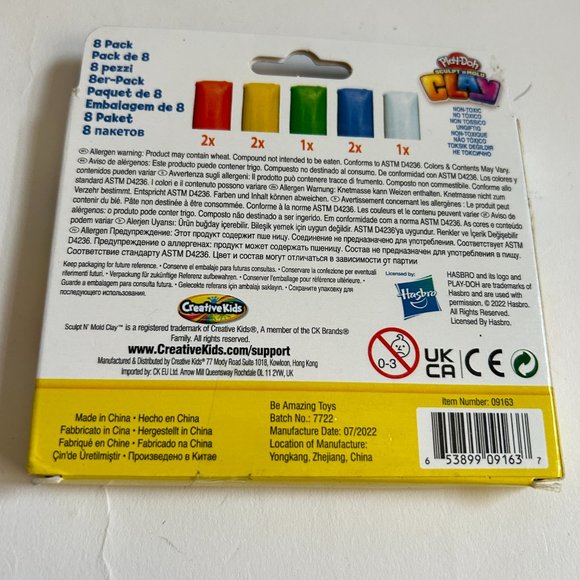 8 Pack
Pack de 8
8 pezzi
8er-Pack
Paquet de 8
Embalagem de 8
8 Paket
8 пакетов
2x 2x 1x 2x 1x
PLAY-DOH
SCULPT 'N MOLD
CLAY
NON-TOXIC
NO TÓXICO
NON TOSSICO
UNGIFTIG
NON-TOXIQUE
NÃO TÓXICO
TOKSIK DEĞILDIR
НЕ ТОКСИЧНО
Allergen warning: Product may contain wheat. Compound not intended to be eaten. Conforms to ASTM D4236. Colors & Contents May Vary.
Aviso de alérgenos: Este producto puede contener trigo. Compuesto no destinado a ser ingerido. De conformidad con ASTM D4236. Los colores y
contenidos pueden variar Avvertenza sugli allergeni: Il prodotto può contenere tracce di frumento. Composto non commestibile. Conforme allo
standard ASTM D4236. I colori e il contenuto possono variare Allergen Warnung: Knetmasse kann Weizen enthalten. Knetmasse nicht zum
Verzehr bestimmt. Entspricht ASTM D4236. Farben und Inhalt können abweichen. Avertissement concernant les allergènes : Le produit peut
contenir du blé. Pâte non destinée à être consommée. Conforme à la norme ASTM D4236. Les couleurs et le contenu peuvent varier Aviso de
alérgenos: o produto pode conter trigo. Composto não destinado a ser ingerido. Em conformidade com a norma ASTM D4236. As cores e conteúdo
podem variar Alerjen Uyarısı: Ürün buğday içerebilir. Bileşik yemek için uygun değildir. ASTM D4236'ya uygundur. Renkler ve İçerik Değişebilir
Allergen Предупреждение: Этот продукт может содержать пшеницу. Соединение не предназначено для употребления. Соответствует ASTM
D4236. Предупреждение о аллергенах: продукт может содержать пшеницу. Состав не предназначен для употребления в пищу.
Соответствие стандарту ASTM D4236. Цвет и состав могут отличаться в зависимости от партии
Keep packaging for future reference. • Conserve el embalaje para futuras consultas. • Conservare la confezione per eventuali
riferimenti futuri. • Verpackung für zukünftige Referenz aufbewahren. • Conserver l'emballage pour référence ultérieure. •
Guarde a embalagem para consulta futura. • Gelecekte referans için ambalajı saklayın. • Сохраните упаковку для
последующего использования.
Creative Kids
Sculpt N' Mold Clay™ is a registered trademark of Creative Kids®, A member of the CK Brands®
Family. All rights reserved.
www.CreativeKids.com/support
Manufactured & Distributed by Creative Kids® 77 Mody Road Suite 1018, Kowloon, Hong Kong
Imported by: CK EU Ltd. Arrow Mill Queensway Rochdale OL 11 2YW, UK
Licensed by:
Hasbro
HASBRO and its logo and
PLAY-DOH are trademarks of
Hasbro and are used with
permission. © 2022 Hasbro.
All Rights Reserved.
Licensed By Hasbro.
0-3
UK
CA
CE
Made in China • Hecho en China
Fabbricato in Cina • Hergestellt in China
Fabriqué en Chine • Fabricado na China
Çin'de Üretilmiştir • Произведено в Китае
Be Amazing Toys
Batch No.: 7722
Manufacture Date: 07/2022
Location of Manufacture:
Yongkang, Zhejiang, China
Item Number: 09163
6 53899 09163 7